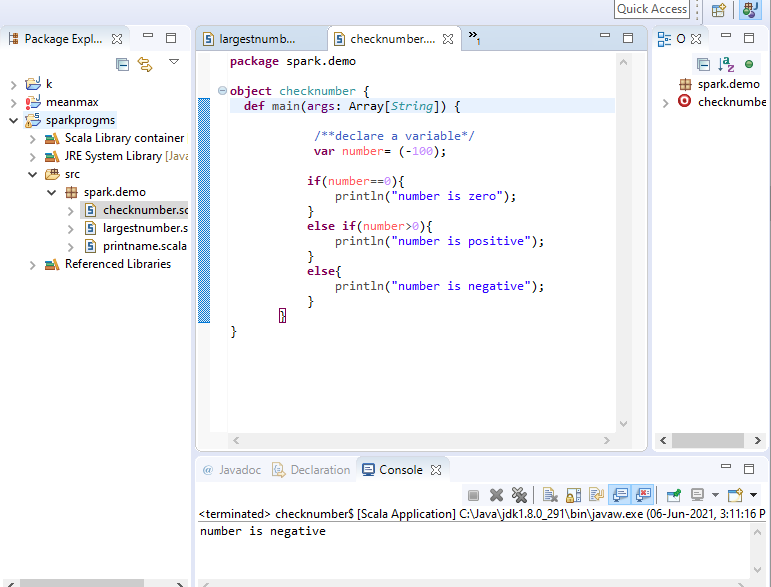 Quick Access
Package Expl...
k
meanmax
sparkprogms
Scala Library container
JRE System Library [Java
src
spark.demo
checknumber.sc
largestnumber.s
printname.scala
Referenced Libraries
largestnumb...
checknumber....
»1
package spark.demo
object checknumber {
def main(args: Array[String]) {
/**declare a variable*/
var number= (-100);
if(number==0){
println("number is zero");
}
else if(number>0){
println("number is positive");
}
else{
println("number is negative");
}
}
}
O
spark.demo
checknumbe
@ Javadoc
Declaration
Console
<terminated> checknumber$ [Scala Application] C:\Java\jdk1.8.0_291\bin\javaw.exe (06-Jun-2021, 3:11:16 P
number is negative